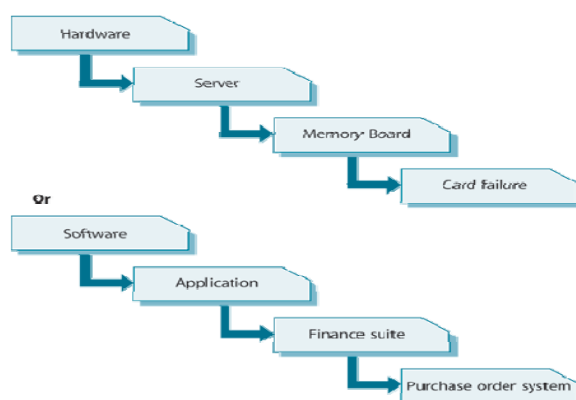 Hardware
Server
Memory Board
Card Failure
Or
Software
Application
Finance suite
Purchase order system